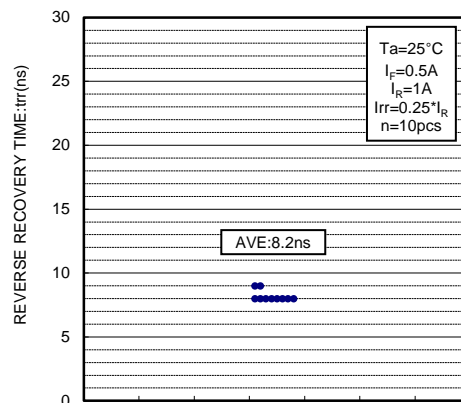 REVERSE RECOVERY TIME:trr(ns)
30
25
20
15
10
5
0
Ta=25°C
IF=0.5A
IR=1A
Irr=0.25*IR
n=10pcs
AVE:8.2ns